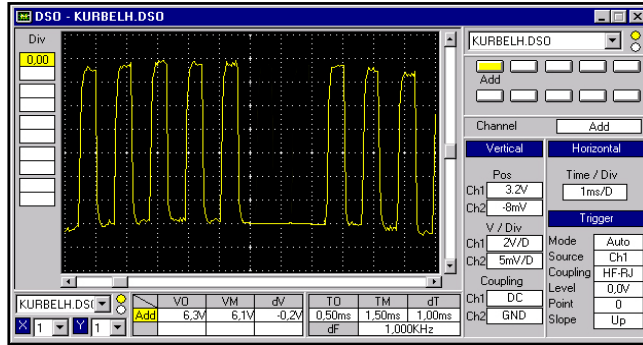 DSO - KURBELH.DSO
Div
0,00
KURBELH.DSO
Add
Channel Add
Vertical Horizontal
Pos
Ch1 3.2V
Ch2 -8mV
V / Div
Ch1 2V/D
Ch2 5mV/D
Coupling
Ch1 DC
Ch2 GND
Time / Div
1ms/D
Trigger
Mode Auto
Source Ch1
Coupling HF-RJ
Level 0,0V
Point 0
Slope Up
KURBELH.DS(
X 1 Y 1
V0 VM dV
Add 6,3V 6,1V -0,2V
T0 TM dT
0,50ms 1,50ms 1,00ms
dF 1,000KHz